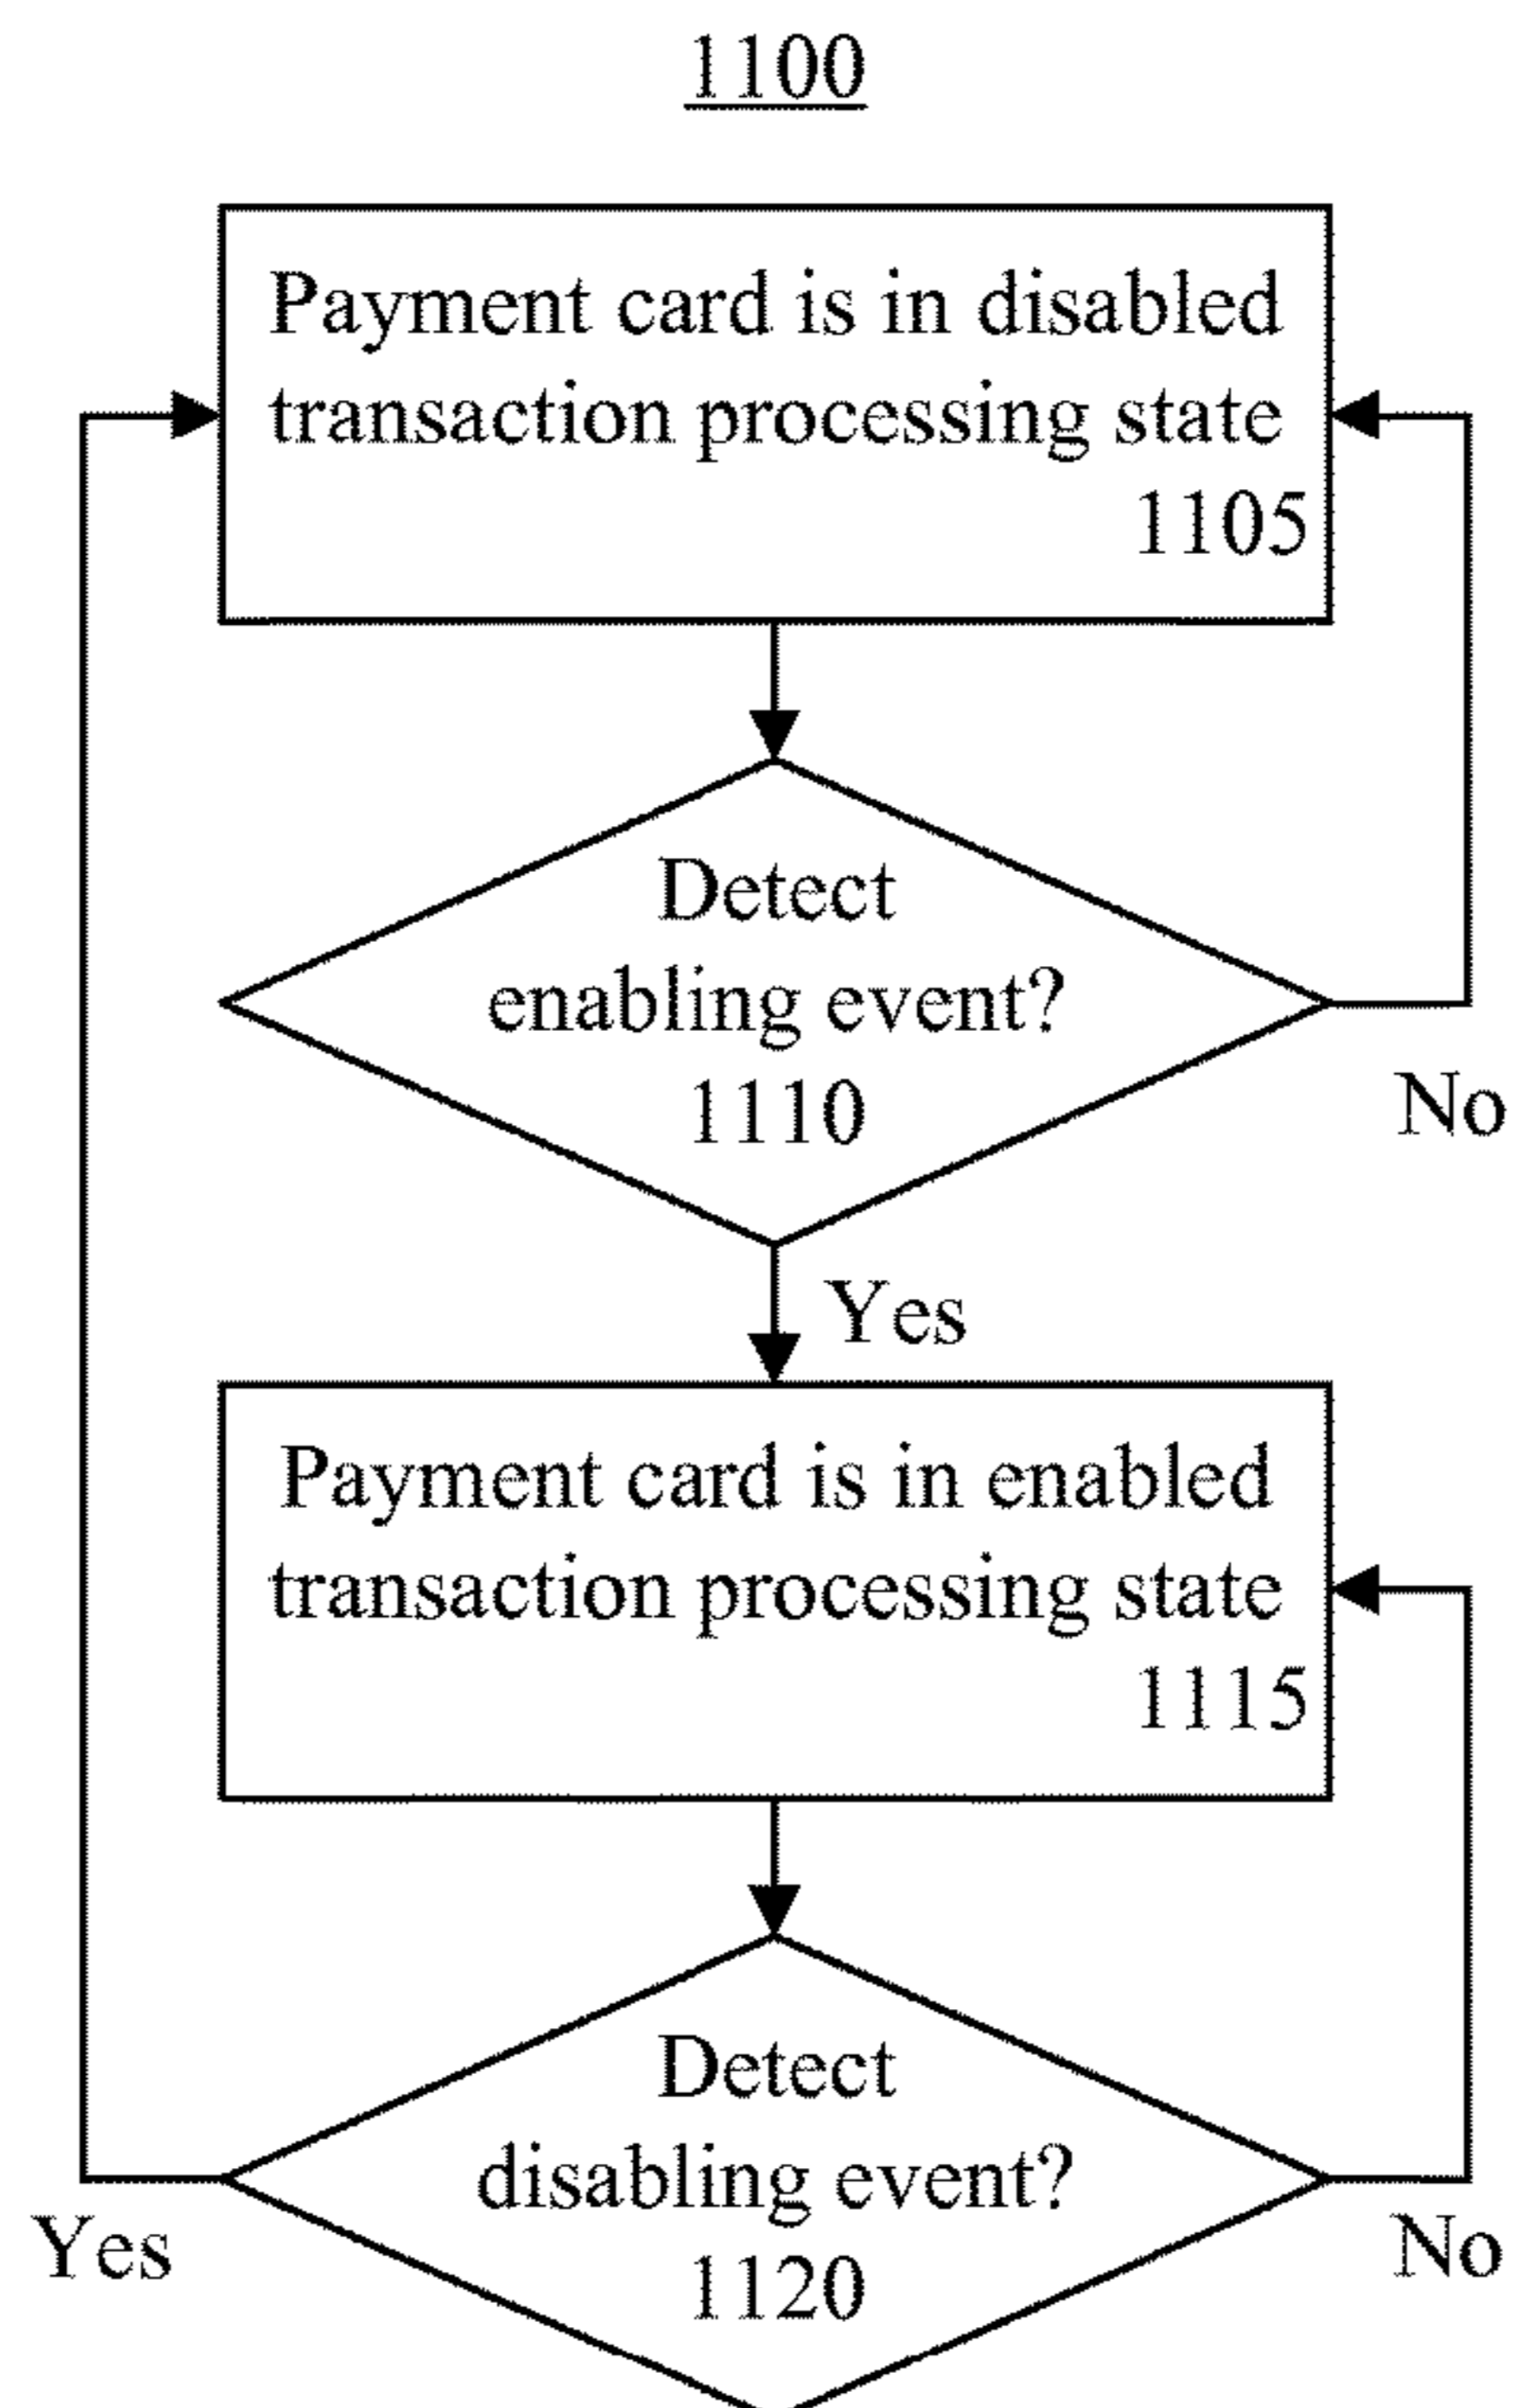 1100
Payment card is in disabled
transaction processing state
1105
Detect
enabling event?
1110
No
Yes
Payment card is in enabled
transaction processing state
1115
Detect
disabling event?
1120
Yes
No